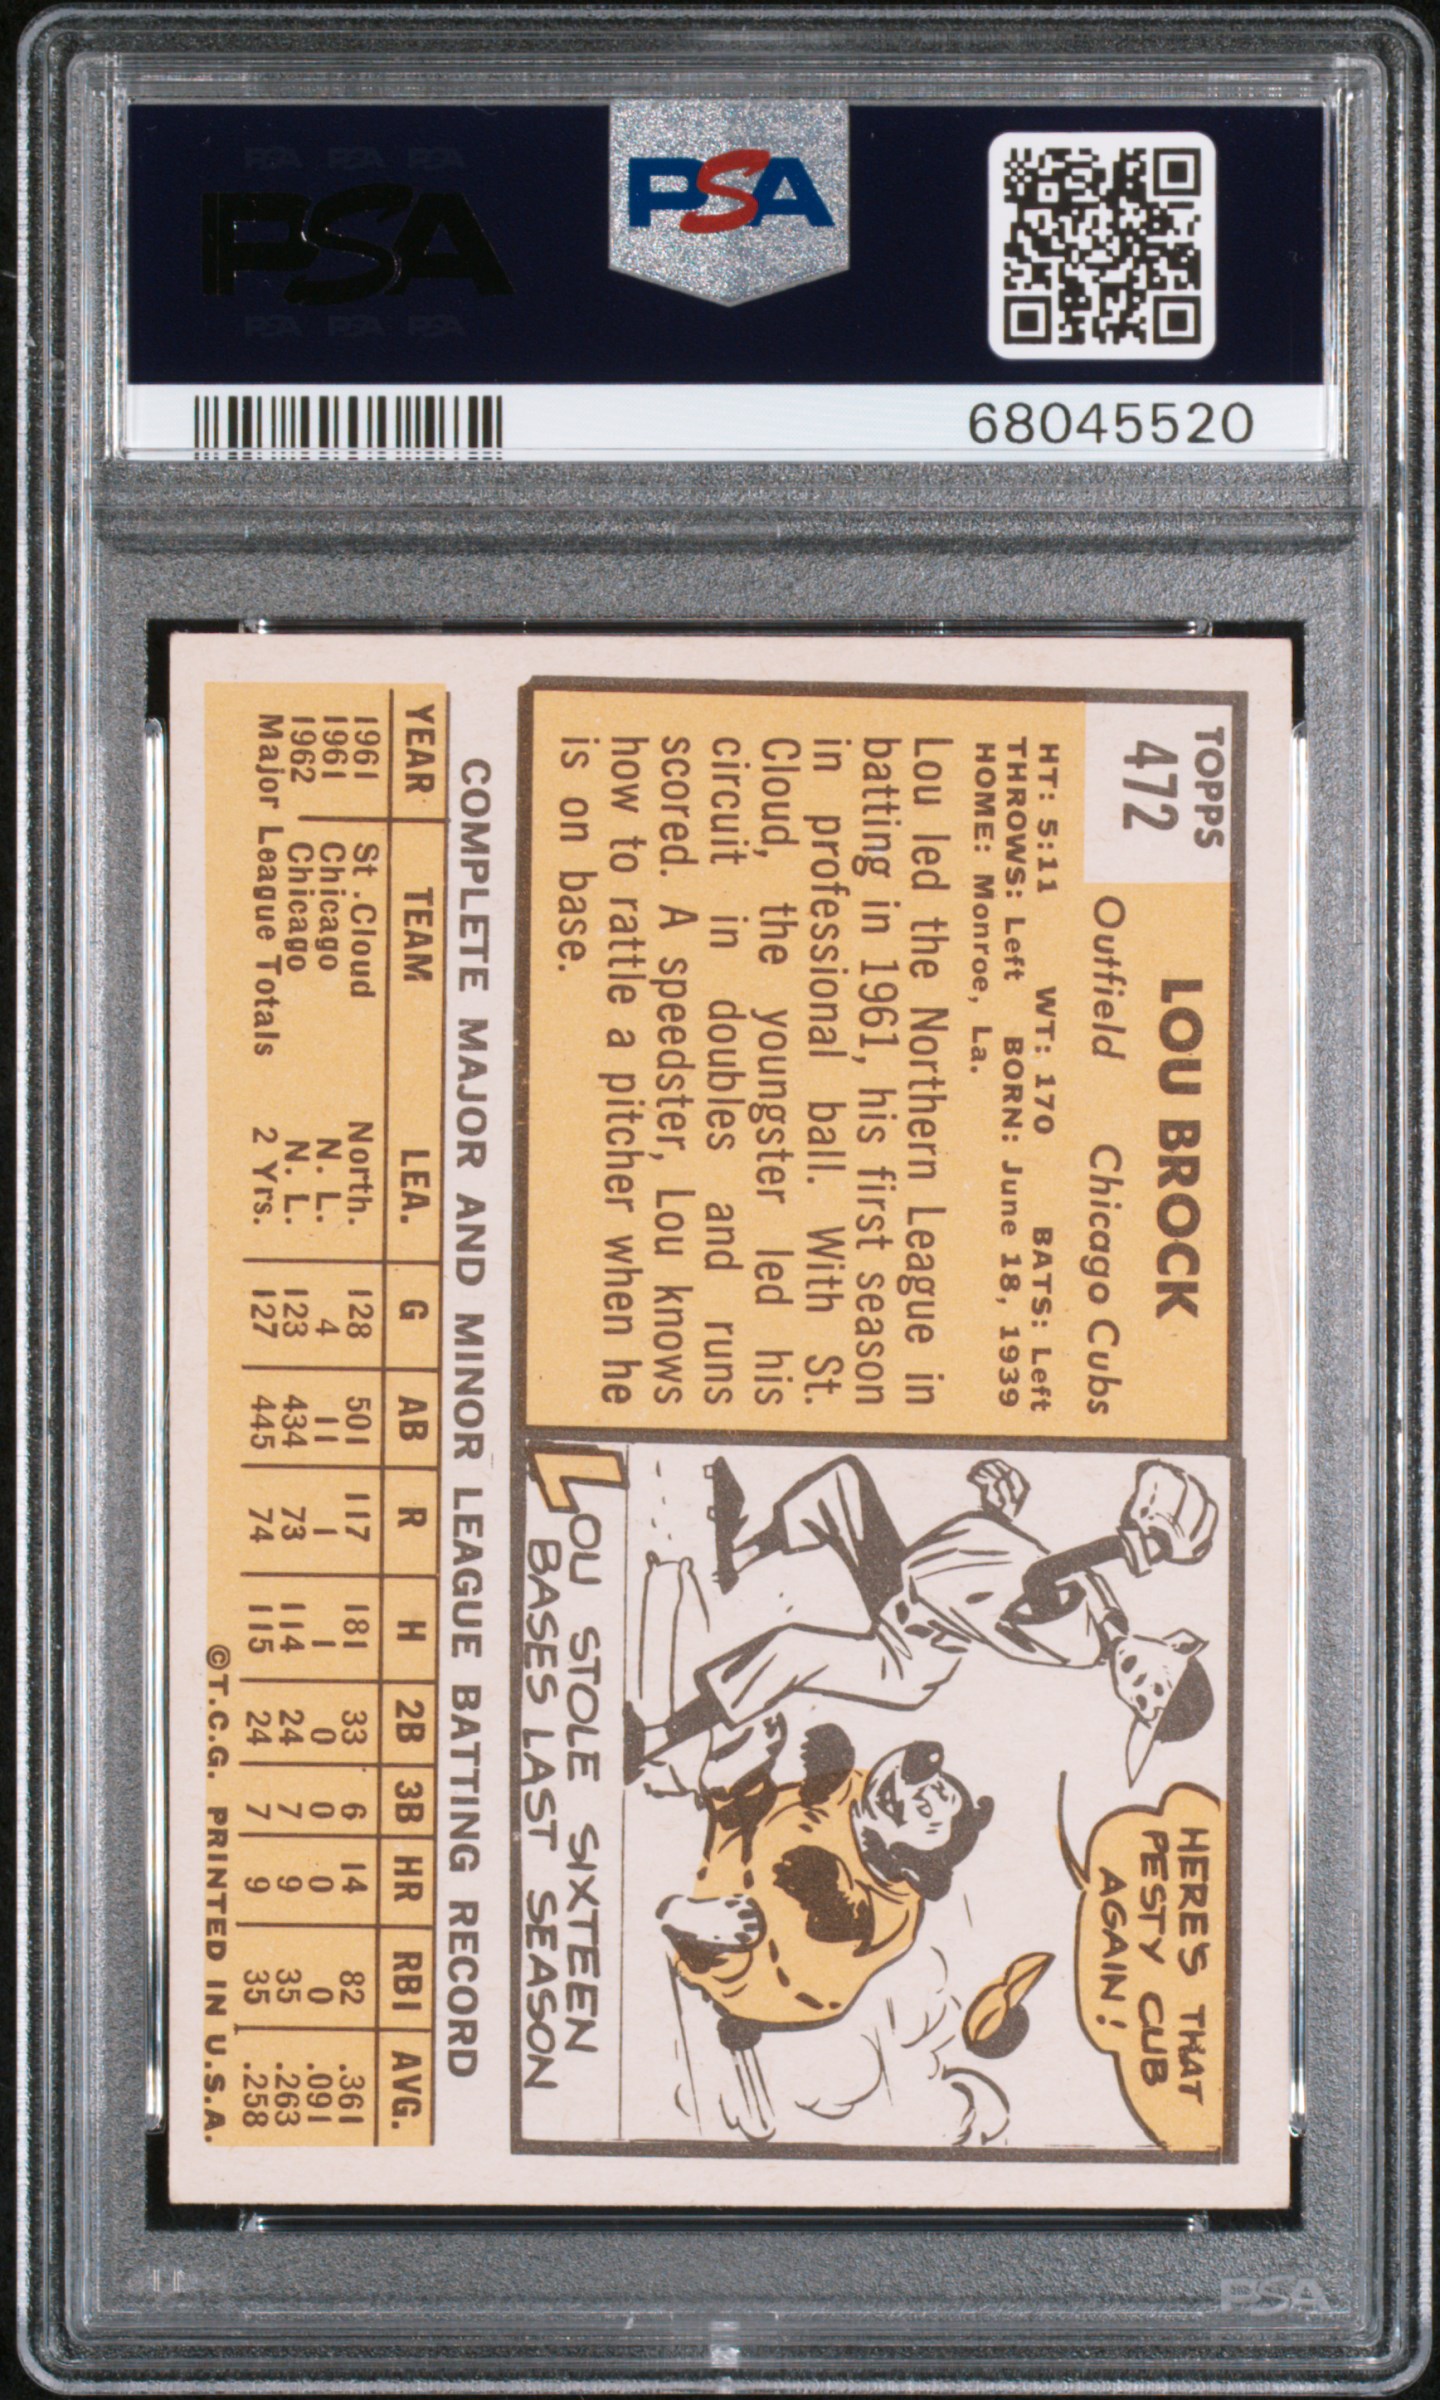 PSA PSA PSA
PSA
PSA PSA PSA
PSA
68045520
TOPPS
472
LOU BROCK
Outfield Chicago Cubs
HT: 5:11 WT: 170 BATS: Left
THROWS: Left BORN: June 18, 1939
HOME: Monroe, La.
Lou led the Northern League in
batting in 1961, his first season
in professional ball. With St.
Cloud, the youngster led his
circuit in doubles and runs
scored. A speedster, Lou knows
how to rattle a pitcher when he
is on base.
HERE'S THAT
PESTY CUB
AGAIN!
LOU STOLE SIXTEEN
BASES LAST SEASON
COMPLETE MAJOR AND MINOR LEAGUE BATTING RECORD
YEAR TEAM LEA. G AB R H 2B 3B HR RBI AVG.
1961 St. Cloud North. 128 501 117 181 33 6 14 82 .361
1961 Chicago N. L. 4 11 1 1 0 0 0 0 .091
1962 Chicago N. L. 123 434 73 114 24 7 9 35 .263
Major League Totals 2 Yrs. 127 445 74 115 24 7 9 35 .258
©T.C.G. PRINTED IN U.S.A.
PSA